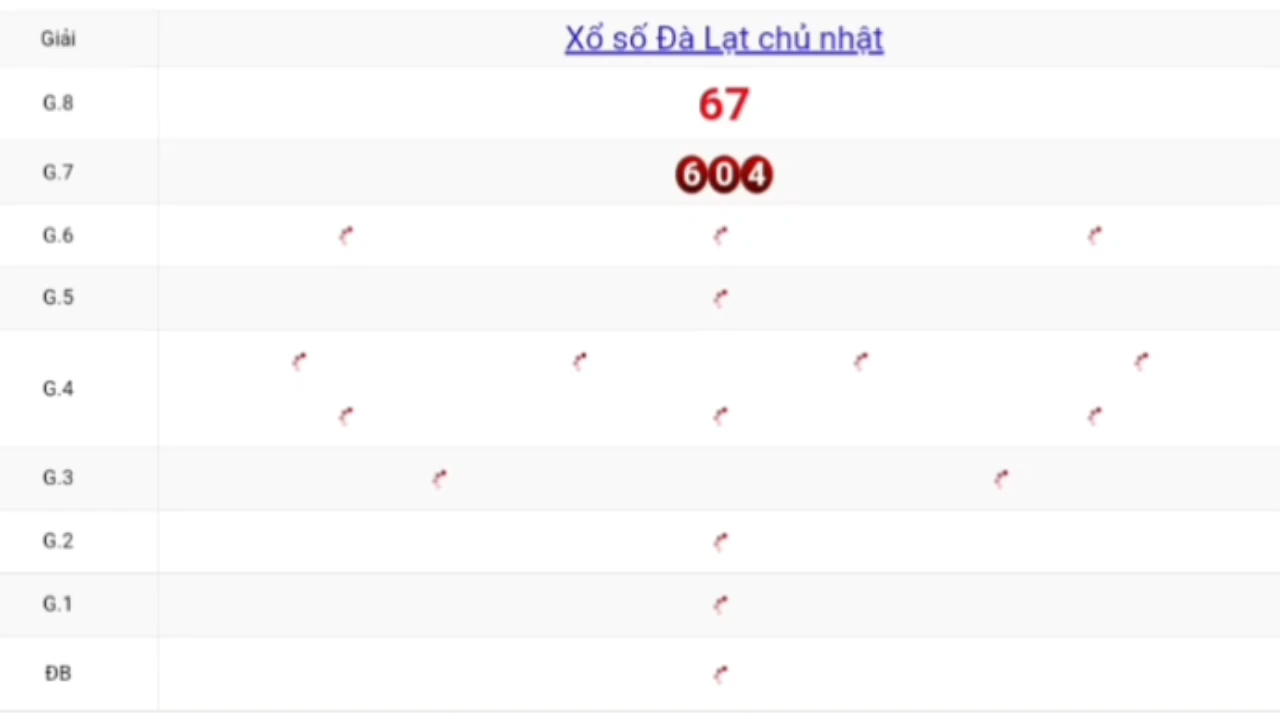 Giải Xổ số Đà Lạt chủ nhật
G.8 67
G.7 604
G.6
G.5
G.4
G.3
G.2
G.1
ĐB